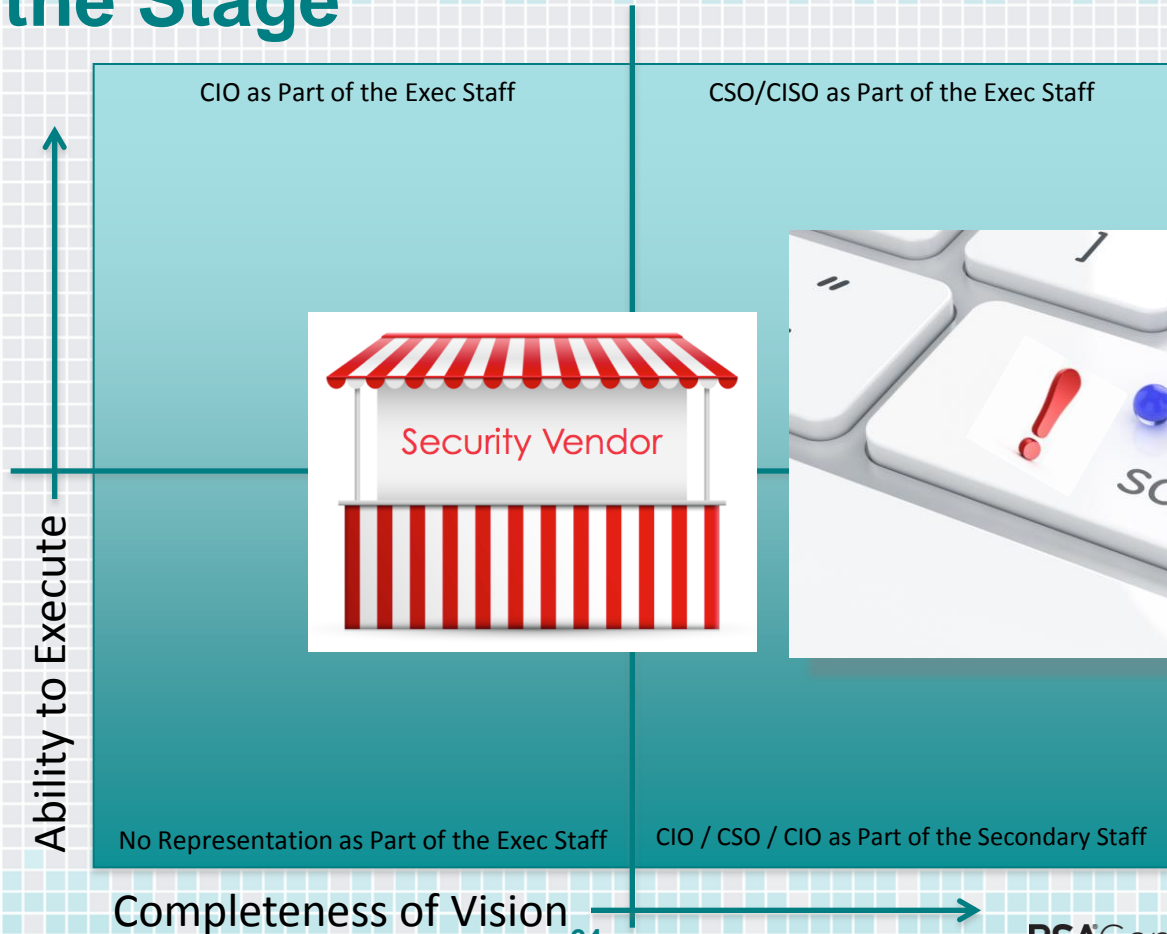 the Stage
CIO as Part of the Exec Staff
CSO/CISO as Part of the Exec Staff
"
]
!
Security Vendor
Ability to Execute
No Representation as Part of the Exec Staff
CIO / CSO / CIO as Part of the Secondary Staff
Completeness of Vision